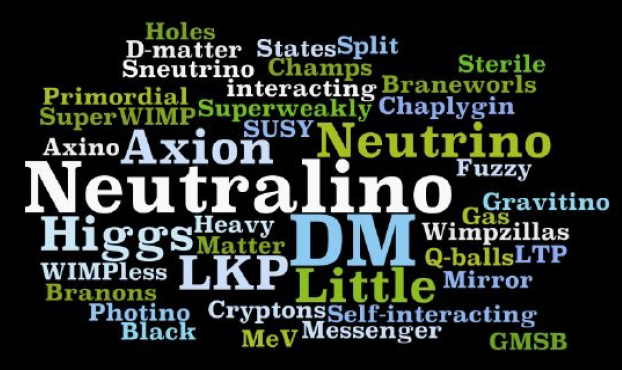 Holes
D-matter States Split
Sneutrino Champs Sterile
interacting Braneworls
Primordial
SuperWIMP Superweakly Chaplygin
SUSY Neutrino
Axino Axion
Fuzzy
Neutralino
Gravitino
Gas
Higgs Heavy DM Wimpzillas
Matter
Q-balls LTP
WIMPless LKP Little Mirror
Branons
Photino Cryptons Self-interacting
Black MeV Messenger GMSB